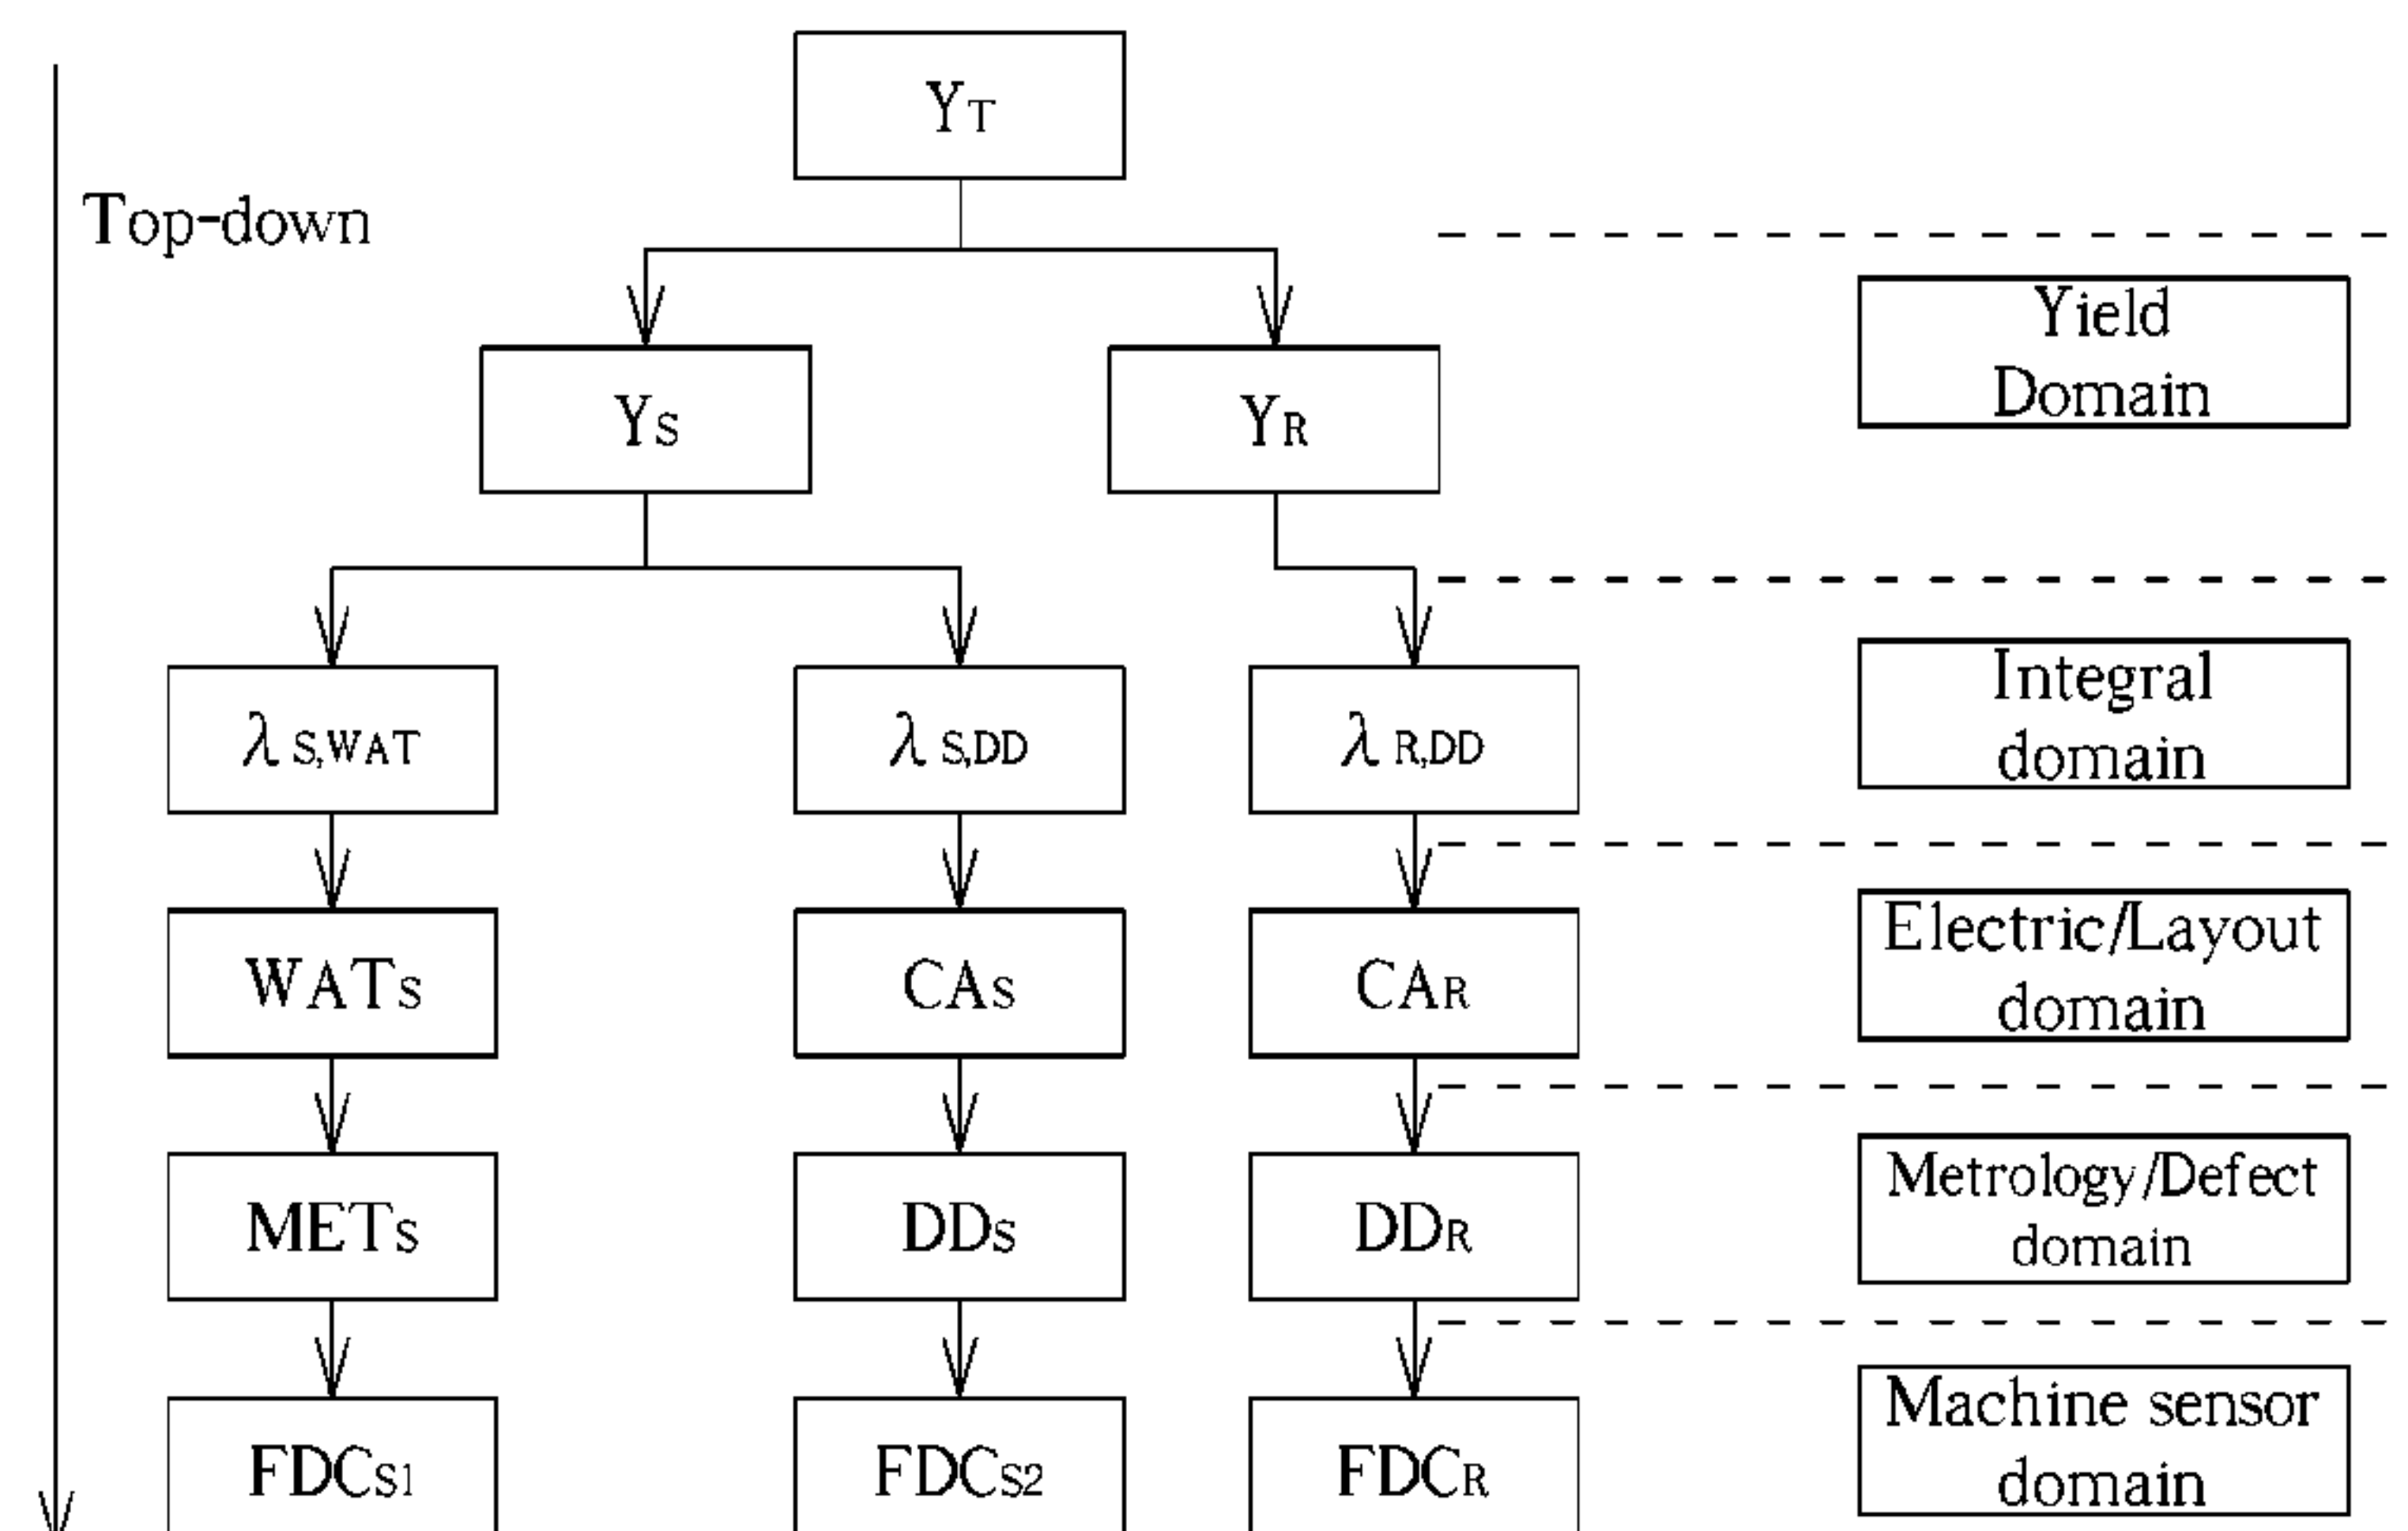 YT
Top-down
Yield
Domain
YS
YR
Integral
domain
λ S,WAT
λ S,DD
λ R,DD
Electric/Layout
domain
WATS
CAS
CAR
Metrology/Defect
domain
METS
DDS
DDR
Machine sensor
domain
FDCS1
FDCS2
FDCR